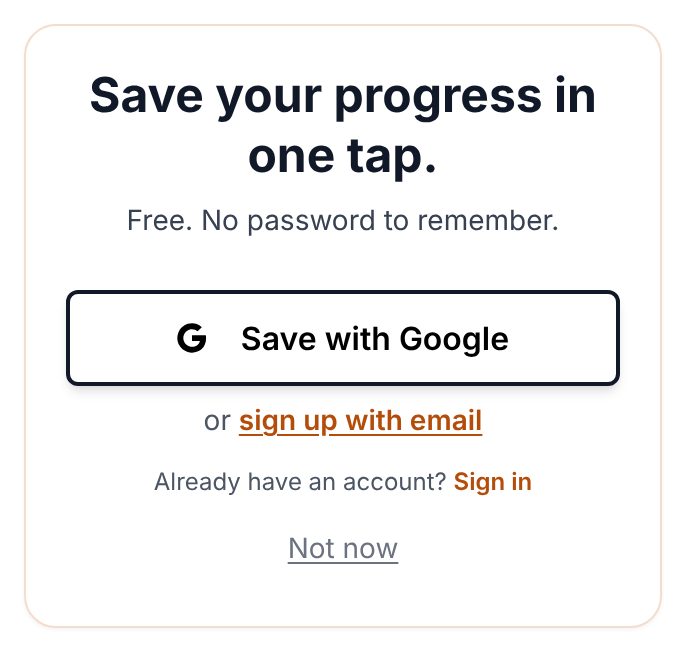 Save your progress in
one tap.
Free. No password to remember.
G Save with Google
or sign up with email
Already have an account? Sign in
Not now